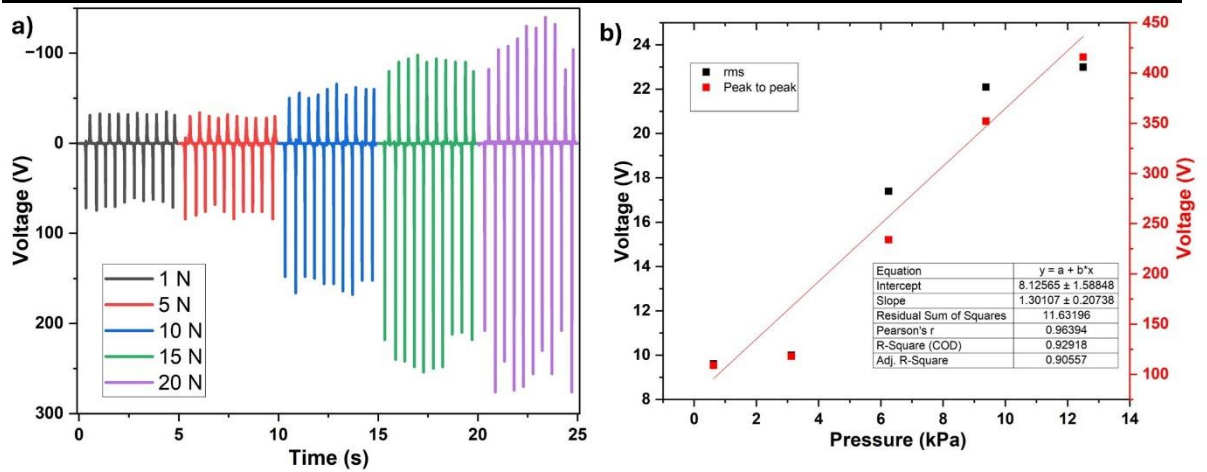 a)
Voltage (V)
−100
0
100
200
300
0
5
10
15
20
25
Time (s)
1 N
5 N
10 N
15 N
20 N
b)
Voltage (V)
24
22
20
18
16
14
12
10
8
0
2
4
6
8
10
12
14
Pressure (kPa)
rms
Peak to peak
Equation y = a + b*x
Intercept 8.12565 ± 1.58848
Slope 1.30107 ± 0.20738
Residual Sum of Squares 11.63196
Pearson's r 0.96394
R-Square (COD) 0.92918
Adj. R-Square 0.90557
450
400
350
300
250
200
150
100
Voltage (V)